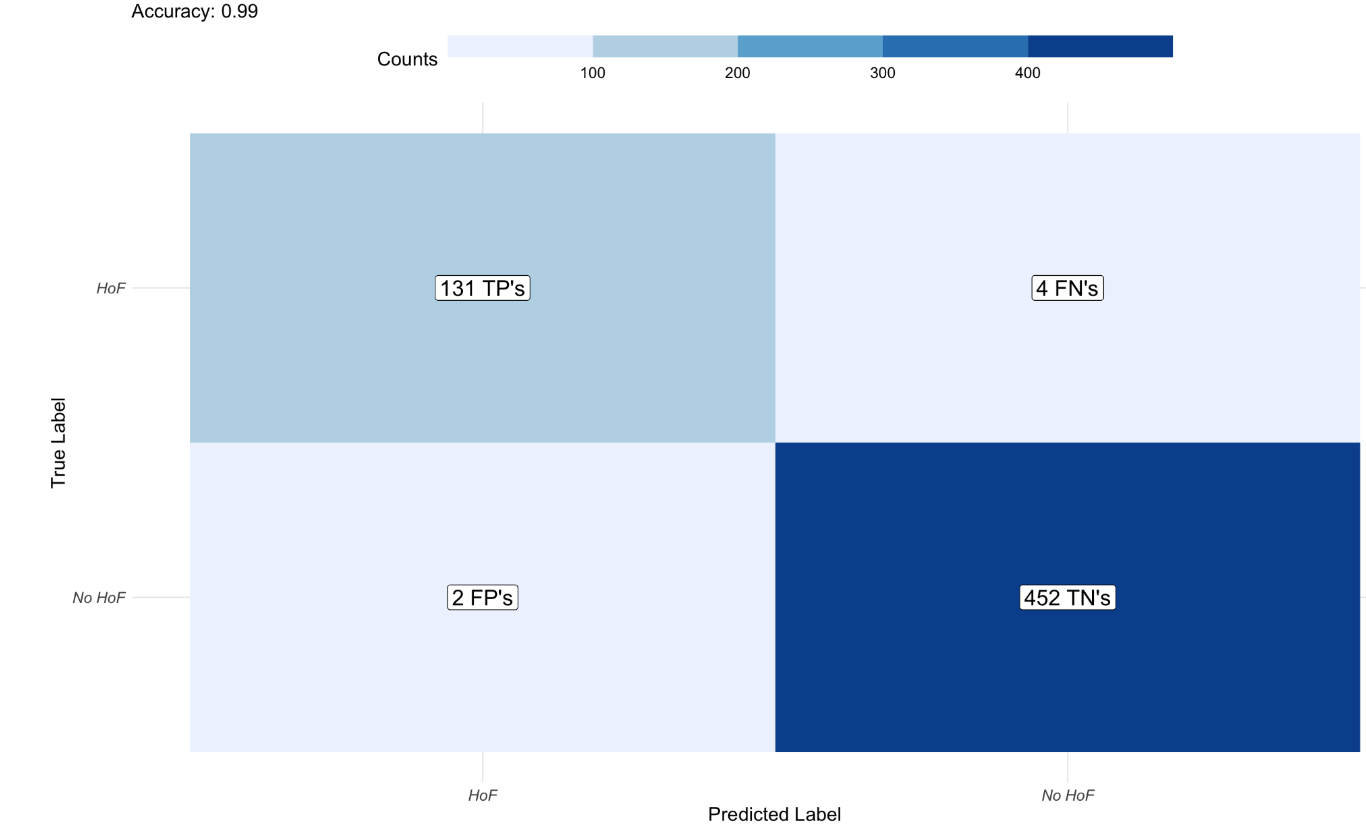 Accuracy: 0.99
Counts
100 200 300 400
HoF
131 TP's
4 FN's
True Label
No HoF
2 FP's
452 TN's
HoF
No HoF
Predicted Label